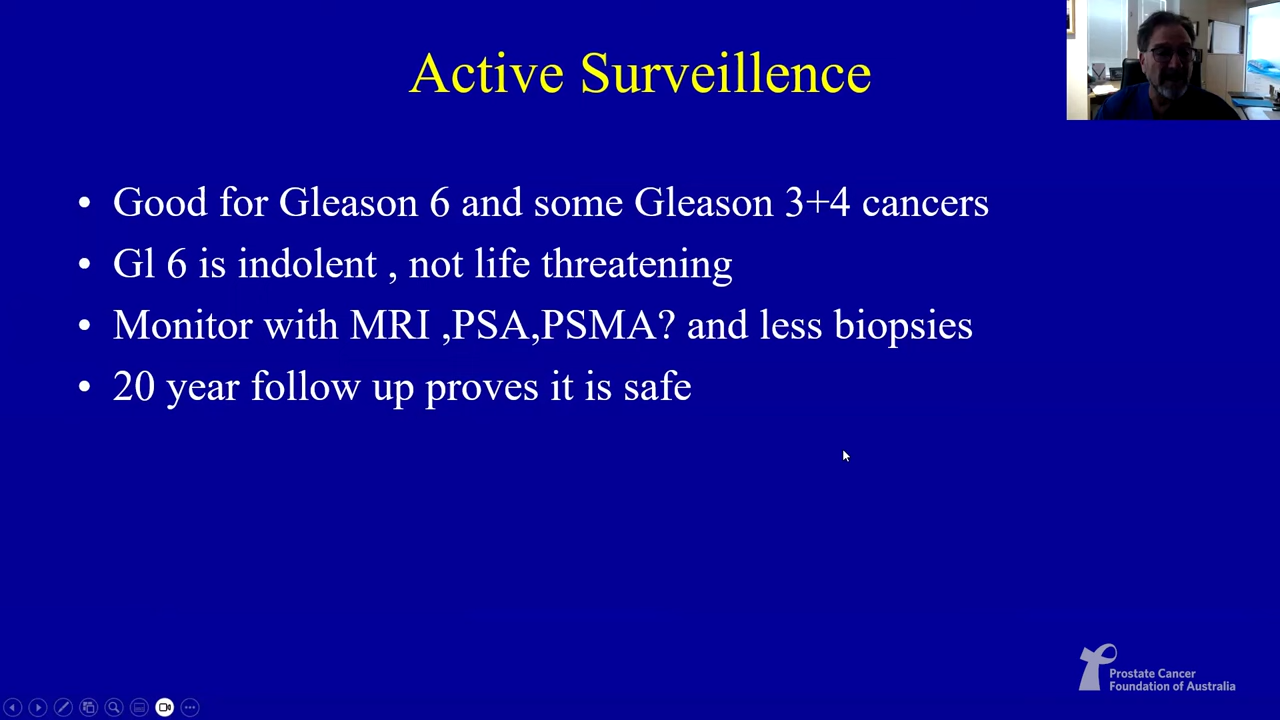 Active Surveillence
• Good for Gleason 6 and some Gleason 3+4 cancers
• Gl 6 is indolent , not life threatening
• Monitor with MRI ,PSA,PSMA? and less biopsies
• 20 year follow up proves it is safe
Prostate Cancer
Foundation of Australia